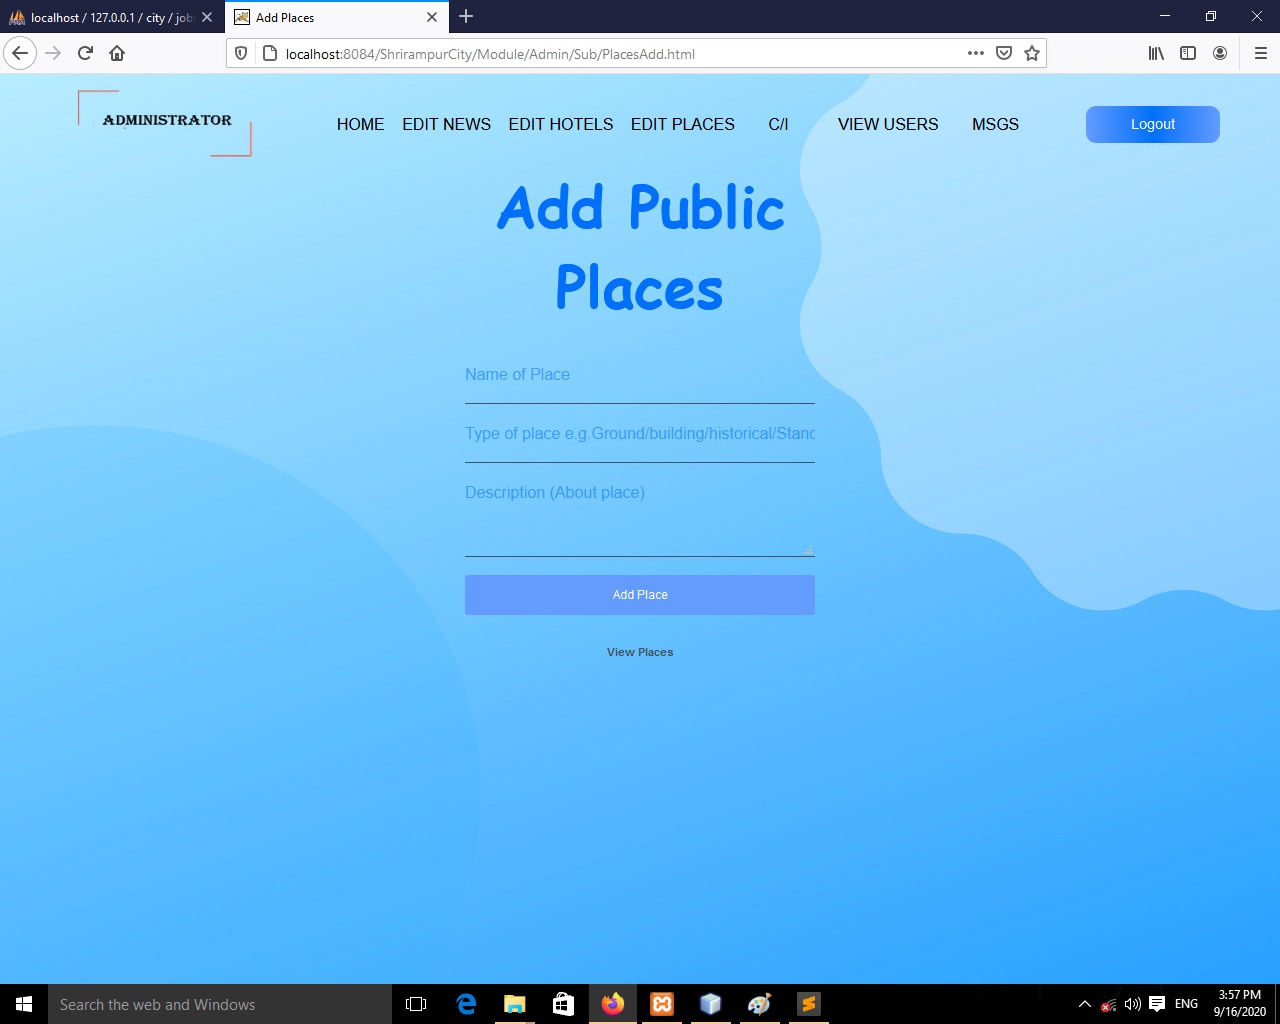 localhost / 127.0.0.1 / city / job
Add Places
localhost:8084/ShrirampurCity/Module/Admin/Sub/PlacesAdd.html
ADMINISTRATOR
HOME EDIT NEWS EDIT HOTELS EDIT PLACES C/I VIEW USERS MSGS Logout
Add Public
Places
Name of Place
Type of place e.g.Ground/building/historical/Stand
Description (About place)
Add Place
View Places
Search the web and Windows
ENG
3:57 PM
9/16/2020